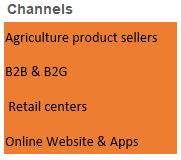 Channels
Agriculture product sellers
B2B & B2G
Retail centers
Online Website & Apps